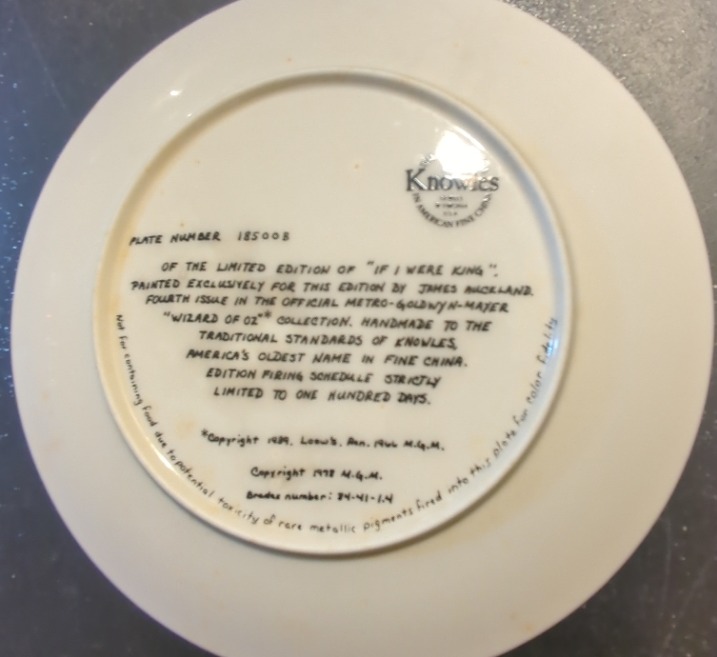 Knowles
IN AMERICAN FINE CHINA
PLATE NUMBER 18500B
OF THE LIMITED EDITION OF "IF I WERE KING".
PAINTED EXCLUSIVELY FOR THIS EDITION BY JAMES AUCKLAND.
FOURTH ISSUE IN THE OFFICIAL METRO-GOLDWYN-MAYER
"WIZARD OF OZ"* COLLECTION. HANDMADE TO THE
TRADITIONAL STANDARDS OF KNOWLES,
AMERICA'S OLDEST NAME IN FINE CHINA.
EDITION FIRING SCHEDULE STRICTLY
LIMITED TO ONE HUNDRED DAYS.
*Copyright 1939, Loew's, Ren. 1966 M.G.M.
Copyright 1978 M.G.M.
Bradex number: 84-41-1.4
Not for containing food due to potential toxicity of rare metallic pigments fired into this plate for color fidelity